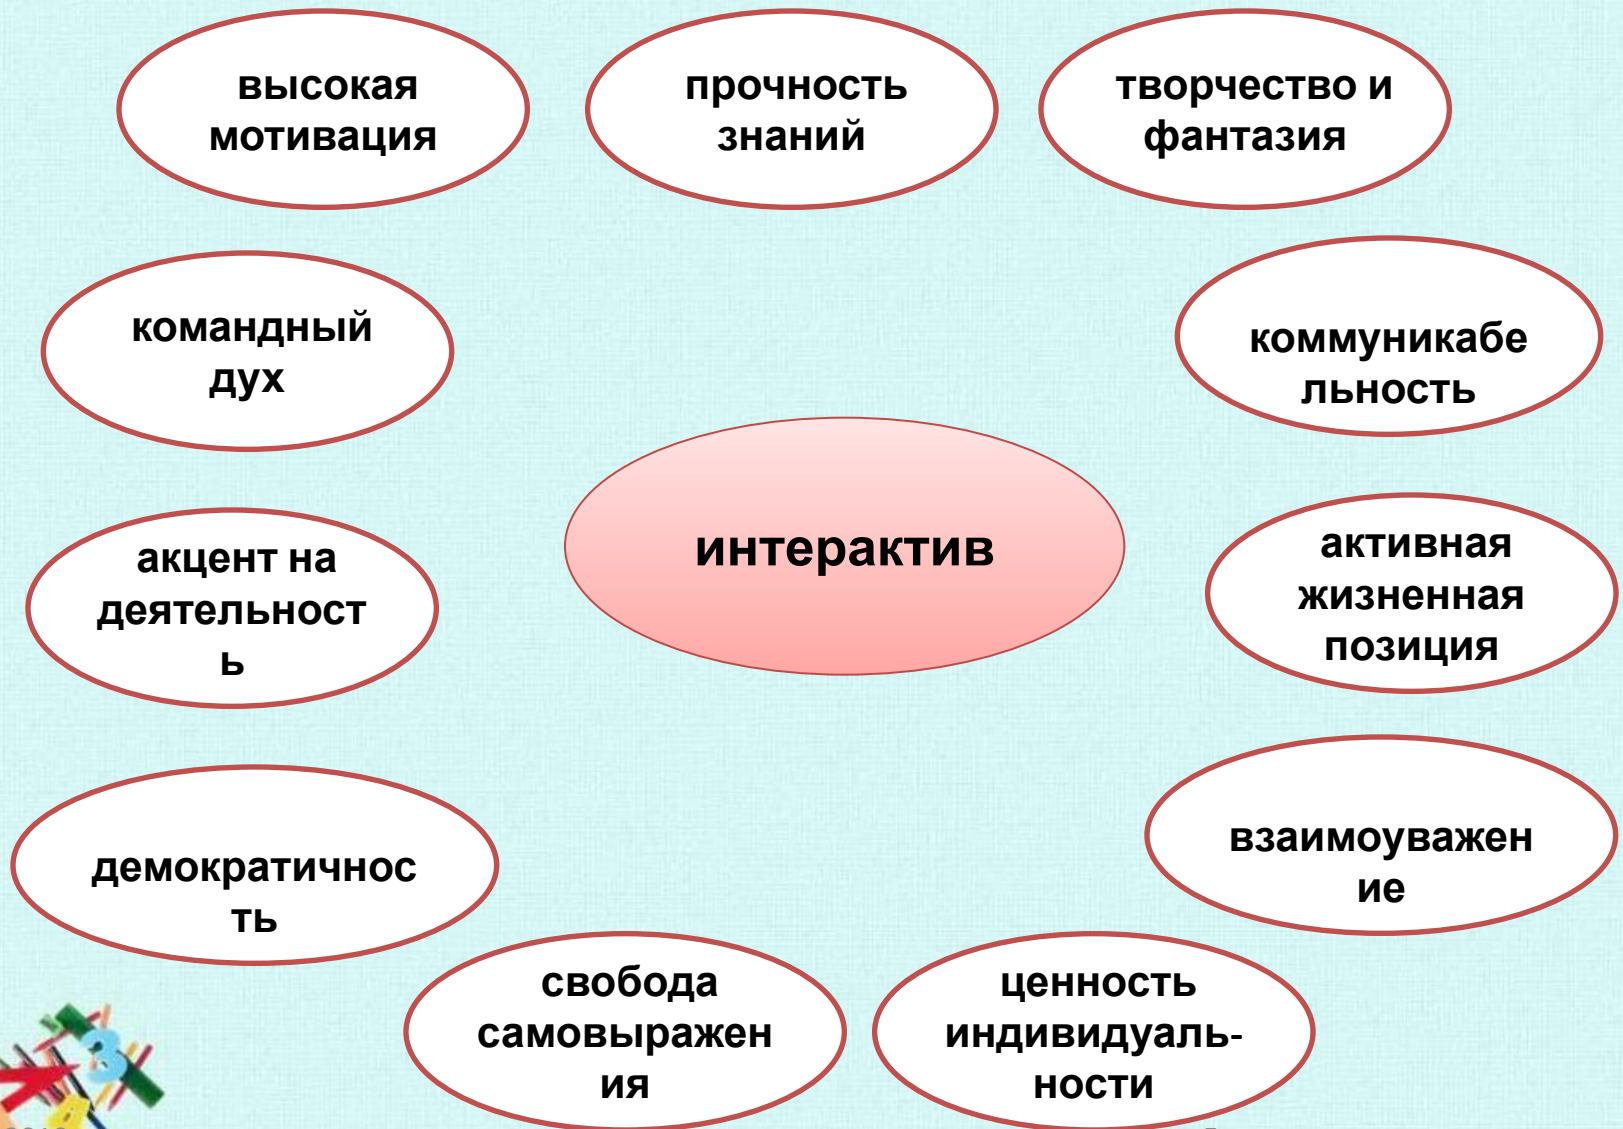 высокая
мотивация
прочность
знаний
творчество и
фантазия
командный
дух
коммуникабе
льность
интерактив
акцент на
деятельност
ь
активная
жизненная
позиция
демократичнос
ть
взаимоуважен
ие
свобода
самовыражен
ия
ценность
индивидуаль-
ности